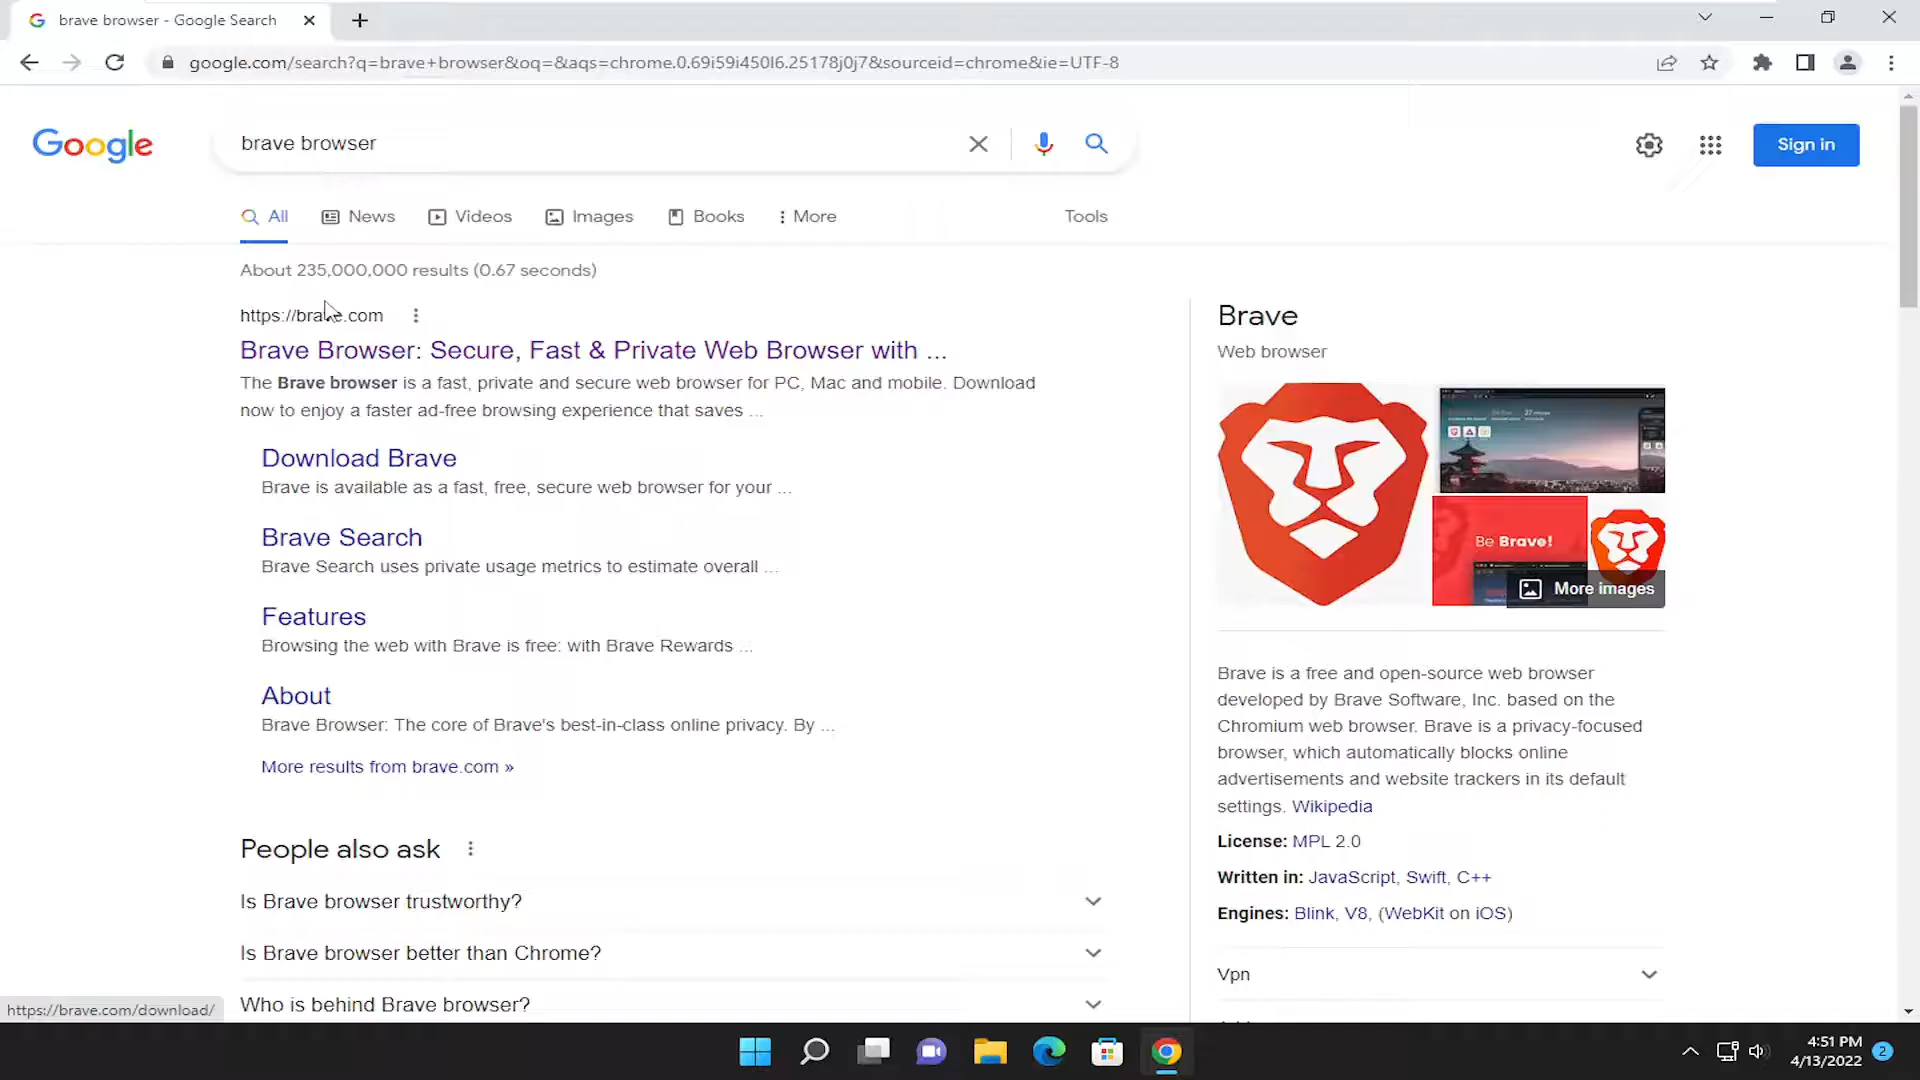 brave browser - Google Search
google.com/search?q=brave+browser&oq=&aqs=chrome.0.69i59i450l6.25178j0j7&sourceid=chrome&ie=UTF-8
Google
brave browser
Sign in
All
News
Videos
Images
Books
More
Tools
About 235,000,000 results (0.67 seconds)
https://brave.com
Brave Browser: Secure, Fast & Private Web Browser with ...
The Brave browser is a fast, private and secure web browser for PC, Mac and mobile. Download
now to enjoy a faster ad-free browsing experience that saves ...
Download Brave
Brave is available as a fast, free, secure web browser for your ...
Brave Search
Brave Search uses private usage metrics to estimate overall ...
Features
Browsing the web with Brave is free: with Brave Rewards ...
About
Brave Browser: The core of Brave's best-in-class online privacy. By ...
More results from brave.com »
People also ask
Is Brave browser trustworthy?
Is Brave browser better than Chrome?
Who is behind Brave browser?
Brave
Web browser
Be Brave!
More images
Brave is a free and open-source web browser
developed by Brave Software, Inc. based on the
Chromium web browser. Brave is a privacy-focused
browser, which automatically blocks online
advertisements and website trackers in its default
settings. Wikipedia
License: MPL 2.0
Written in: JavaScript, Swift, C++
Engines: Blink, V8, (WebKit on iOS)
Vpn
https://brave.com/download/
4:51 PM
4/13/2022
2